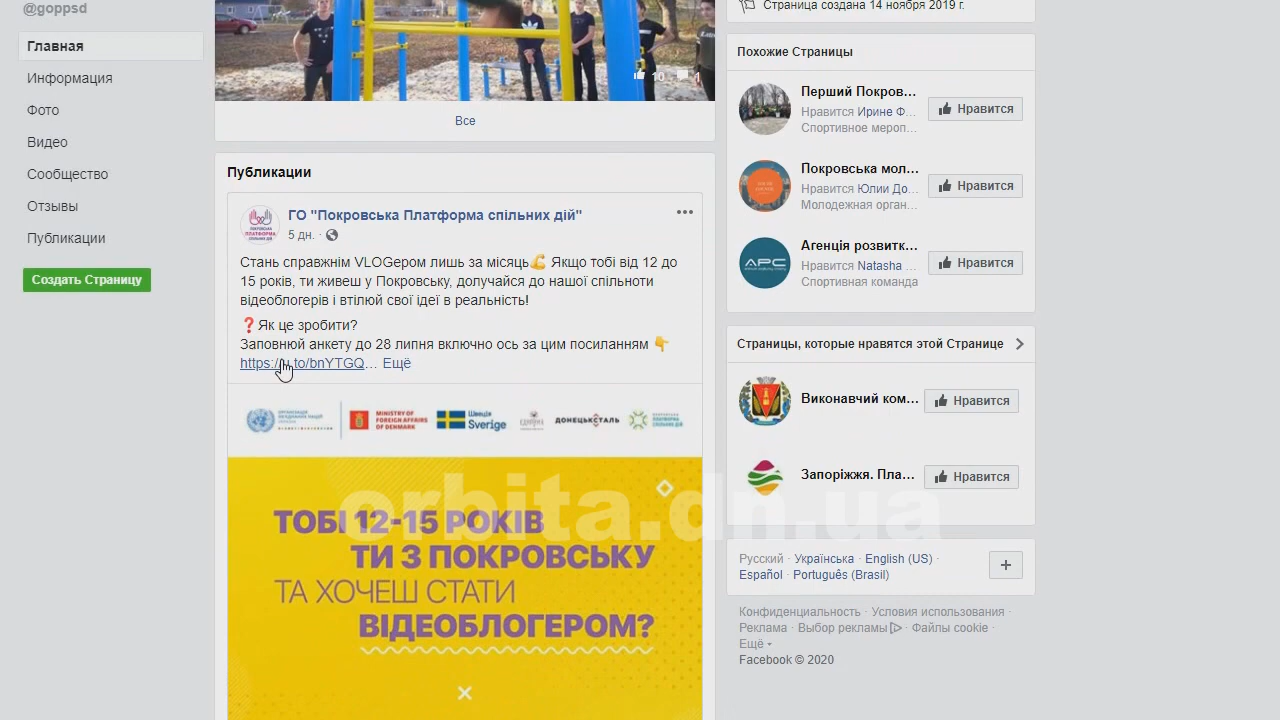 @goppsd
Главная
Информация
Фото
Видео
Сообщество
Отзывы
Публикации
Создать Страницу
10 1
Все
Публикации
ГО "Покровська Платформа спільних дій"
5 дн. ·
Стань справжнім VLOGером лишь за місяць💪 Якщо тобі від 12 до
15 років, ти живеш у Покровську, долучайся до нашої спільноти
відеоблогерів і втілюй свої ідеї в реальність!
❓Як це зробити?
Заповнюй анкету до 28 липня включно ось за цим посиланням 👇
https://u.to/bnYTGQ… Ещё
MINISTRY OF
FOREIGN AFFAIRS
OF DENMARK
Швеція
Sverige
ДОНЕЦЬКСТАЛЬ
ТОБІ 12-15 РОКІВ
ТИ З ПОКРОВСЬКУ
ТА ХОЧЕШ СТАТИ
ВІДЕОБЛОГЕРОМ?
orbita.dn.ua
Страница создана 14 ноября 2019 г.
Похожие Страницы
Перший Покров…
Нравится Ирине Ф…
Спортивное мероп…
Нравится
Покровська мол…
Нравится Юлии До…
Молодежная орган…
Нравится
АРС
Агенція розвитк…
Нравится Natasha …
Спортивная команда
Нравится
Страницы, которые нравятся этой Странице
Виконавчий ком…
Нравится
Запоріжжя. Пла…
Нравится
Русский · Українська · English (US) ·
Español · Português (Brasil)
Конфиденциальность · Условия использования ·
Реклама · Выбор рекламы · Файлы cookie ·
Ещё
Facebook © 2020